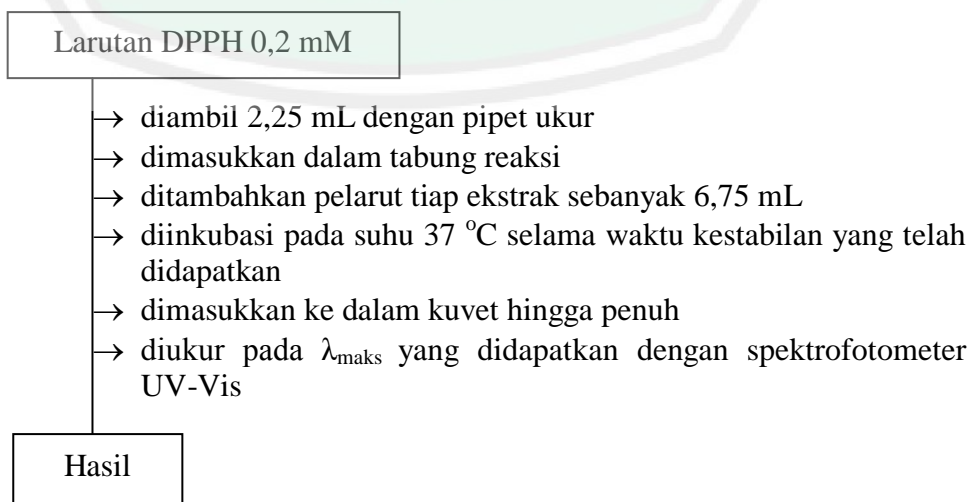 Larutan DPPH 0,2 mM
→ diambil 2,25 mL dengan pipet ukur
→ dimasukkan dalam tabung reaksi
→ ditambahkan pelarut tiap ekstrak sebanyak 6,75 mL
→ diinkubasi pada suhu 37 °C selama waktu kestabilan yang telah
didapatkan
→ dimasukkan ke dalam kuvet hingga penuh
→ diukur pada λmaks yang didapatkan dengan spektrofotometer
UV-Vis
Hasil